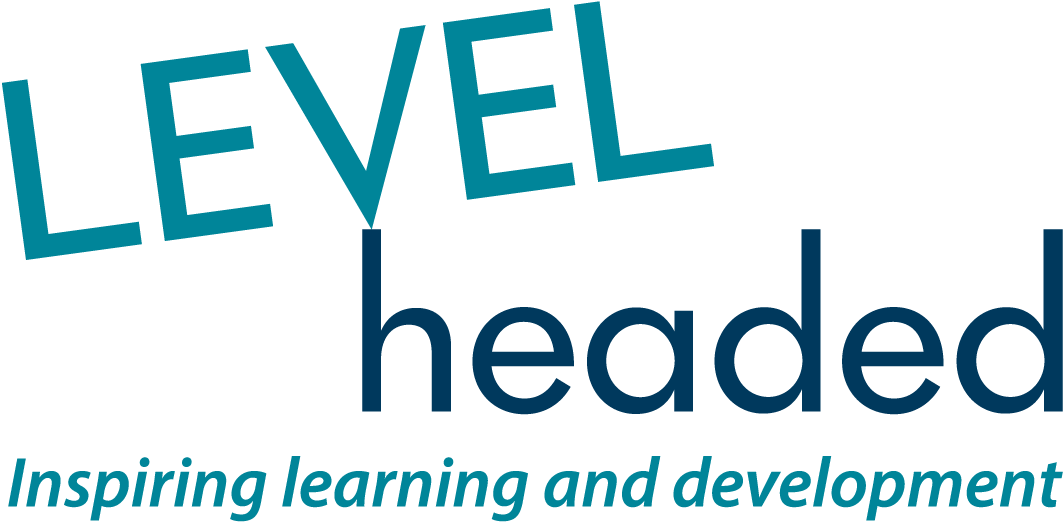 LEVEL
headed
Inspiring learning and development